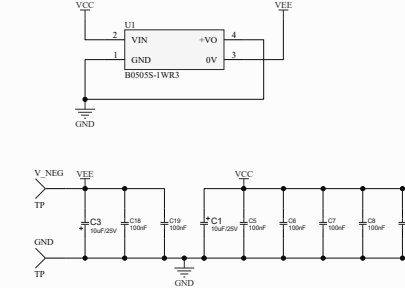 VCC
VEE
U1
2 VIN +VO 4
1 GND 0V 3
B0505S-1WR3
GND
V_NEG VEE VCC
TP
C3 C18 C19 C1 C5 C6 C7 C8
10uF/25V 100nF 100nF 10uF/25V 100nF 100nF 100nF 100nF
GND
TP
GND